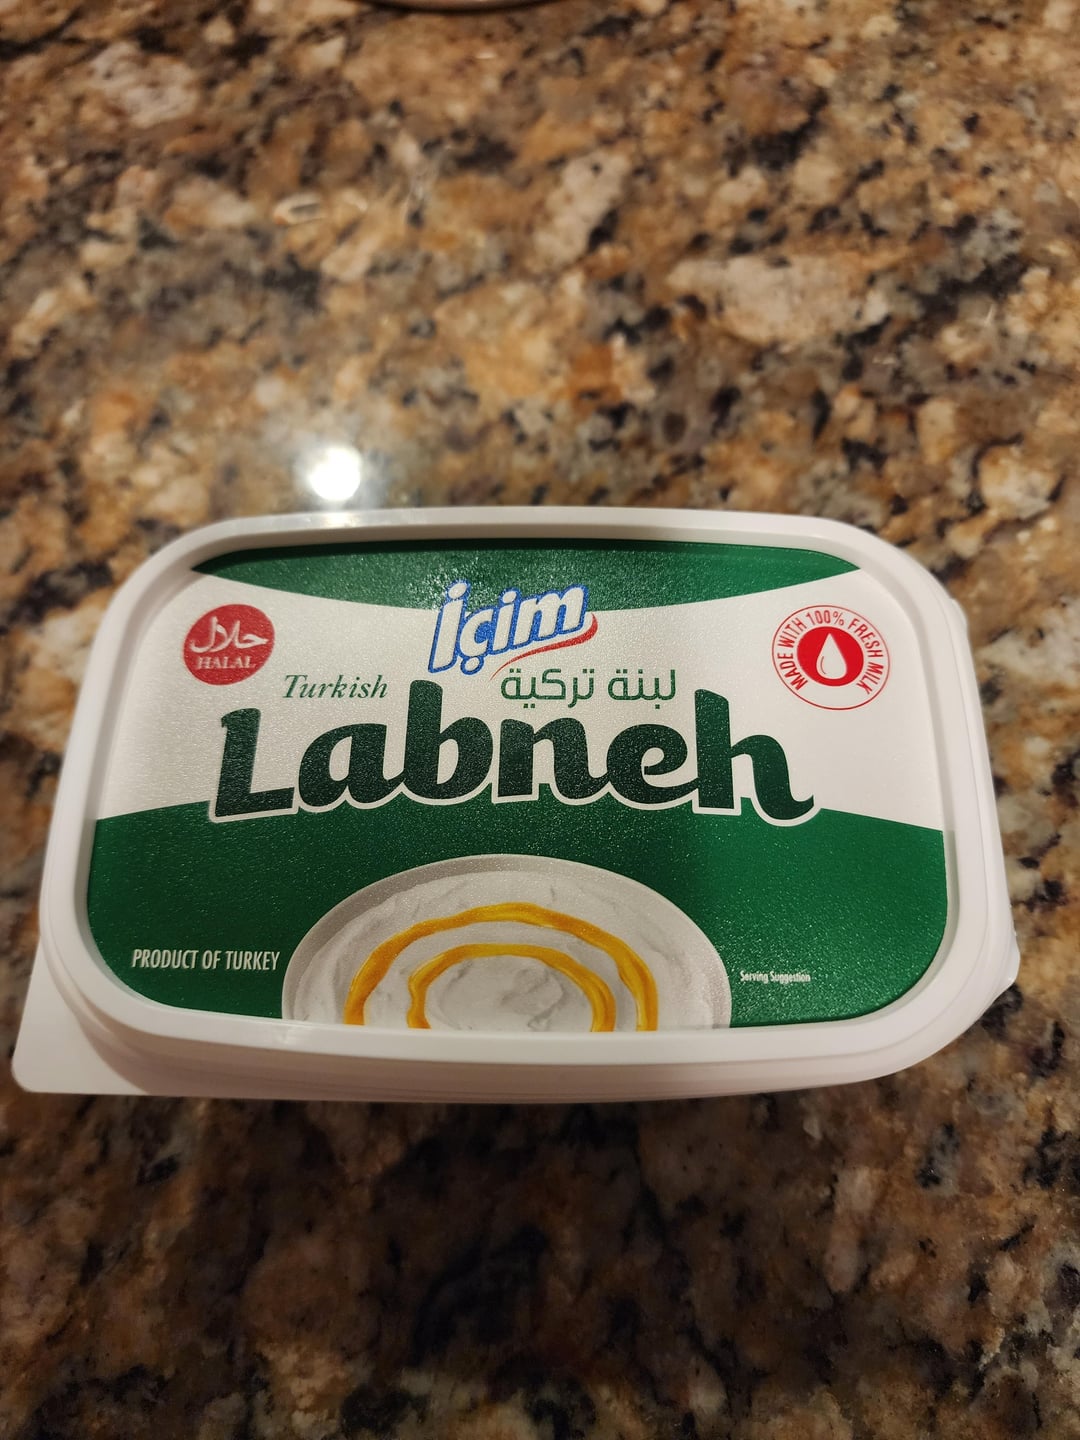 İçim
حلال
HALAL
MADE WITH 100% FRESH MILK
Turkish
لبنة تركية
Labneh
PRODUCT OF TURKEY
Serving Suggestion